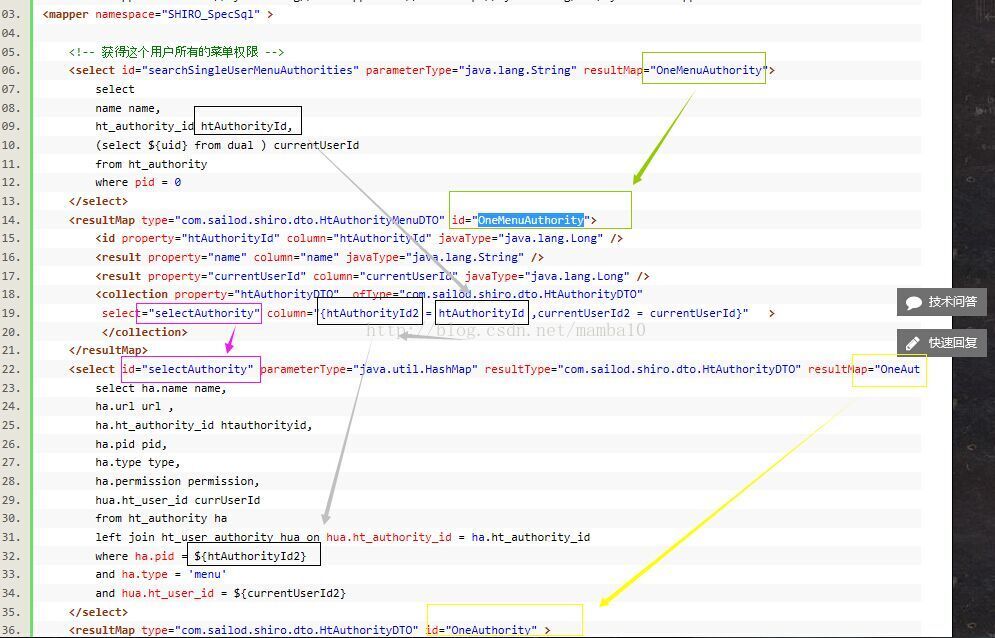 03. <mapper namespace="SHIRO_SpecSql" >
04.
05. <!-- 获得这个用户所有的菜单权限 -->
06. <select id="searchSingleUserMenuAuthorities" parameterType="java.lang.String" resultMap="OneMenuAuthority">
07. select
08. name name,
09. ht_authority_id htAuthorityId,
10. (select ${uid} from dual ) currentUserId
11. from ht_authority
12. where pid = 0
13. </select>
14. <resultMap type="com.sailod.shiro.dto.HtAuthorityMenuDTO" id="OneMenuAuthority">
15. <id property="htAuthorityId" column="htAuthorityId" javaType="java.lang.Long" />
16. <result property="name" column="name" javaType="java.lang.String" />
17. <result property="currentUserId" column="currentUserId" javaType="java.lang.Long" />
18. <collection property="htAuthorityDTO" ofType="com.sailod.shiro.dto.HtAuthorityDTO"
技术问答
19. select="selectAuthority" column="{htAuthorityId2 = htAuthorityId ,currentUserId2 = currentUserId}" >
http://blog.csdn.net/mamba10
20. </collection>
快速回复
21. </resultMap>
22. <select id="selectAuthority" parameterType="java.util.HashMap" resultType="com.sailod.shiro.dto.HtAuthorityDTO" resultMap="OneAut
23. select ha.name name,
24. ha.url url ,
25. ha.ht_authority_id htauthorityid,
26. ha.pid pid,
27. ha.type type,
28. ha.permission permission,
29. hua.ht_user_id currUserId
30. from ht_authority ha
31. left join ht_user_authority hua on hua.ht_authority_id = ha.ht_authority_id
32. where ha.pid = ${htAuthorityId2}
33. and ha.type = 'menu'
34. and hua.ht_user_id = ${currentUserId2}
35. </select>
36. <resultMap type="com.sailod.shiro.dto.HtAuthorityDTO" id="OneAuthority" >